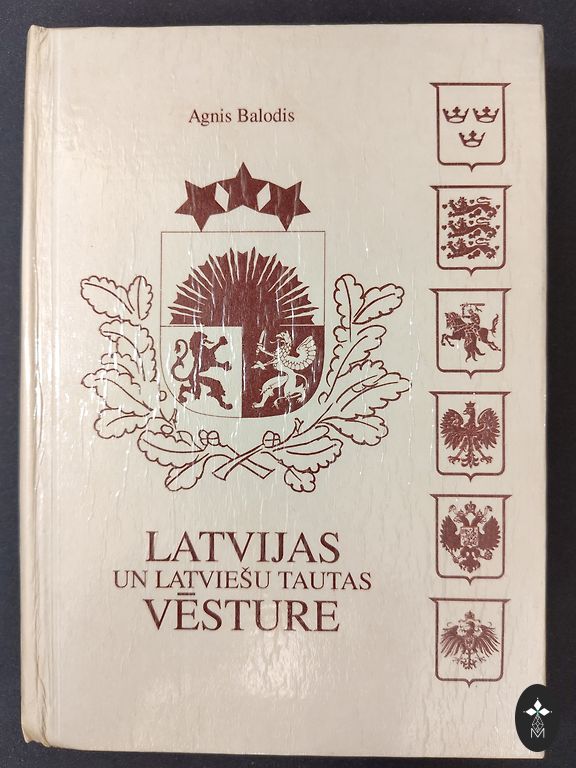 Agnis Balodis
LATVIJAS
UN LATVIEŠU TAUTAS
VĒSTURE
M